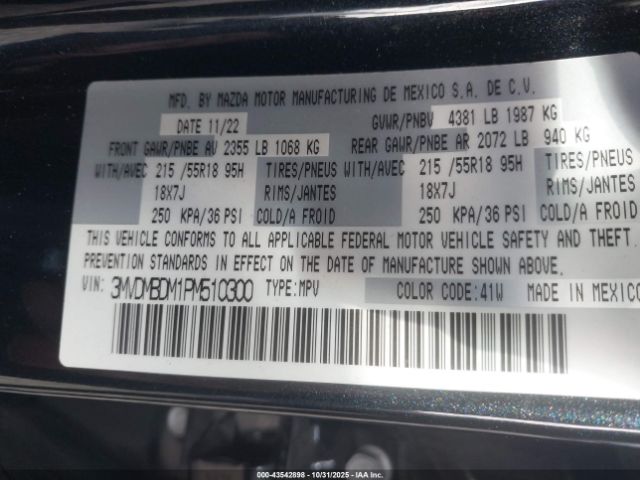 MFD. BY MAZDA MOTOR MANUFACTURING DE MEXICO S.A. DE C.V.
DATE 11/22 GVWR/PNBV 4381 LB 1987 KG
FRONT GAWR/PNBE AV 2355 LB 1068 KG REAR GAWR/PNBE AR 2072 LB 940 KG
WITH/AVEC 215 /55R18 95H TIRES/PNEUS WITH/AVEC 215 /55R18 95H TIRES/PNEUS
18X7J RIMS/JANTES 18X7J RIMS/JANTES
250 KPA/36 PSI COLD/A FROID 250 KPA/36 PSI COLD/A FROID
THIS VEHICLE CONFORMS TO ALL APPLICABLE FEDERAL MOTOR VEHICLE SAFETY AND THEFT
PREVENTION STANDARDS IN EFFECT ON THE DATE OF MANUFACTURE SHOWN ABOVE.
VIN: 3MVDMBDM1PM510300 TYPE:MPV COLOR CODE:41W MADE IN MEXICO
000-43542898 - 10/31/2025 - IAA Inc.